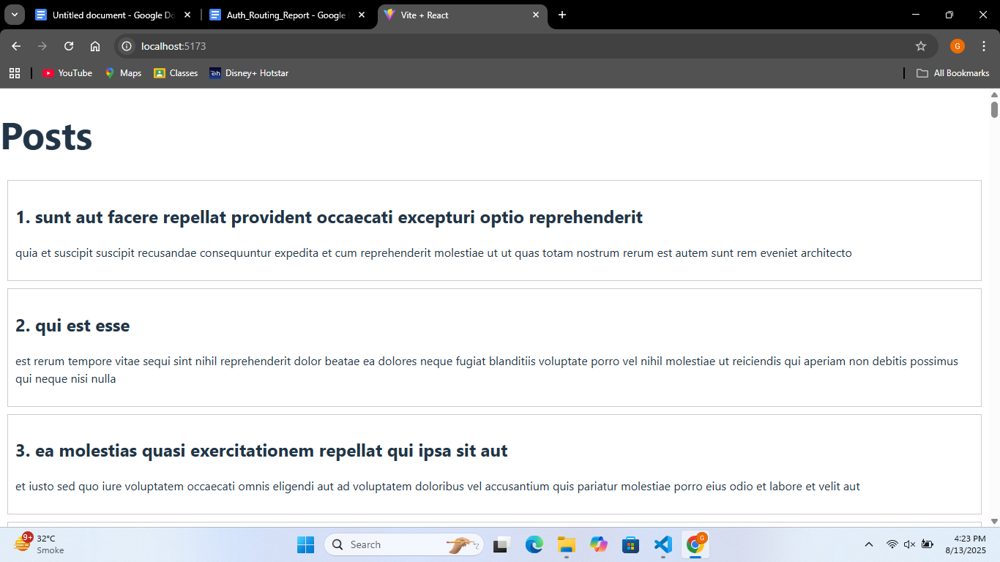 Untitled document - Google Do
Auth_Routing_Report - Google
Vite + React
localhost:5173
G
YouTube
Maps
Classes
Disney+ Hotstar
All Bookmarks
Posts
1. sunt aut facere repellat provident occaecati excepturi optio reprehenderit
quia et suscipit suscipit recusandae consequuntur expedita et cum reprehenderit molestiae ut ut quas totam nostrum rerum est autem sunt rem eveniet architecto
2. qui est esse
est rerum tempore vitae sequi sint nihil reprehenderit dolor beatae ea dolores neque fugiat blanditiis voluptate porro vel nihil molestiae ut reiciendis qui aperiam non debitis possimus
qui neque nisi nulla
3. ea molestias quasi exercitationem repellat qui ipsa sit aut
et iusto sed quo iure voluptatem occaecati omnis eligendi aut ad voluptatem doloribus vel accusantium quis pariatur molestiae porro eius odio et labore et velit aut
9+
32°C
Smoke
Search
G
4:23 PM
8/13/2025